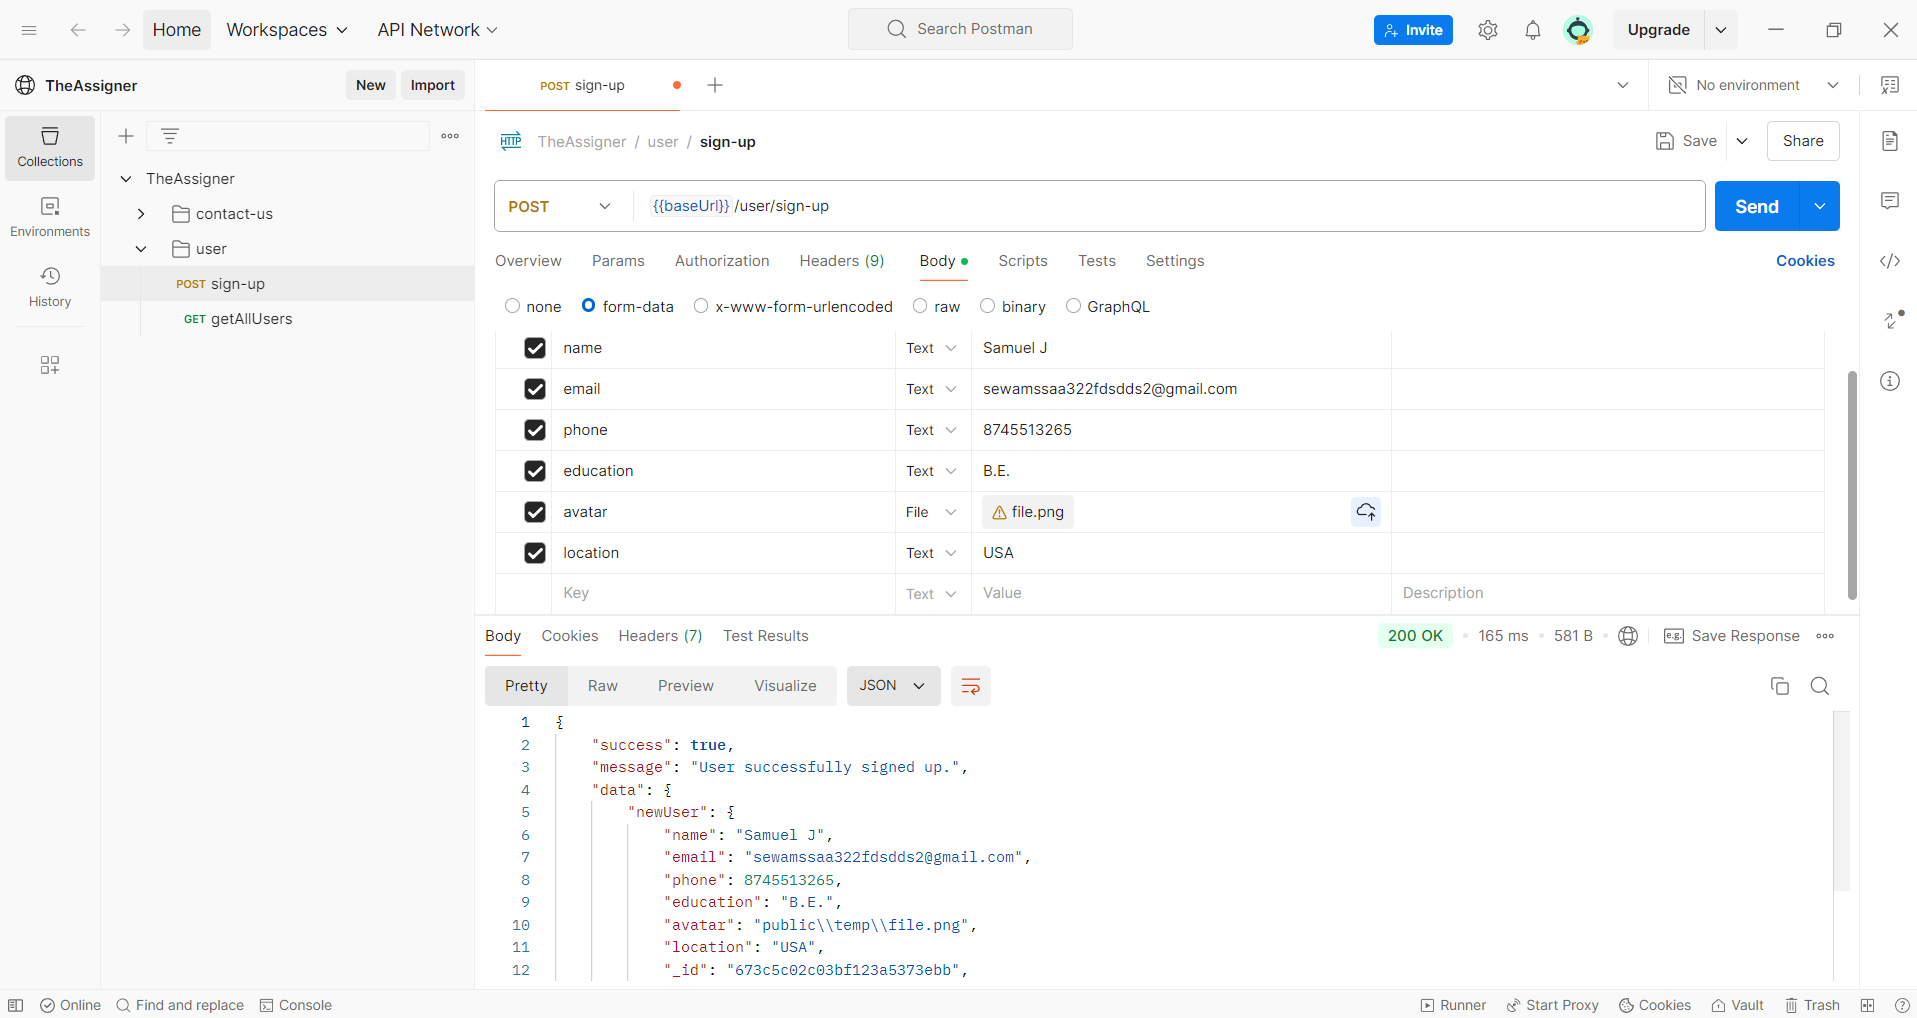 Home Workspaces API Network Search Postman Invite Upgrade
TheAssigner New Import POST sign-up No environment
Collections
Environments
History
TheAssigner
contact-us
user
POST sign-up
GET getAllUsers
HTTP TheAssigner / user / sign-up Save Share
POST {{baseUrl}}/user/sign-up Send
Overview Params Authorization Headers (9) Body Scripts Tests Settings Cookies
none form-data x-www-form-urlencoded raw binary GraphQL
name Text Samuel J
email Text sewamssaa322fdsdds2@gmail.com
phone Text 8745513265
education Text B.E.
avatar File file.png
location Text USA
Key Text Value Description
Body Cookies Headers (7) Test Results 200 OK 165 ms 581 B e.g. Save Response
Pretty Raw Preview Visualize JSON
1 {
2 "success": true,
3 "message": "User successfully signed up.",
4 "data": {
5 "newUser": {
6 "name": "Samuel J",
7 "email": "sewamssaa322fdsdds2@gmail.com",
8 "phone": 8745513265,
9 "education": "B.E.",
10 "avatar": "public\\temp\\file.png",
11 "location": "USA",
12 "_id": "673c5c02c03bf123a5373ebb",
Online Find and replace Console Runner Start Proxy Cookies Vault Trash